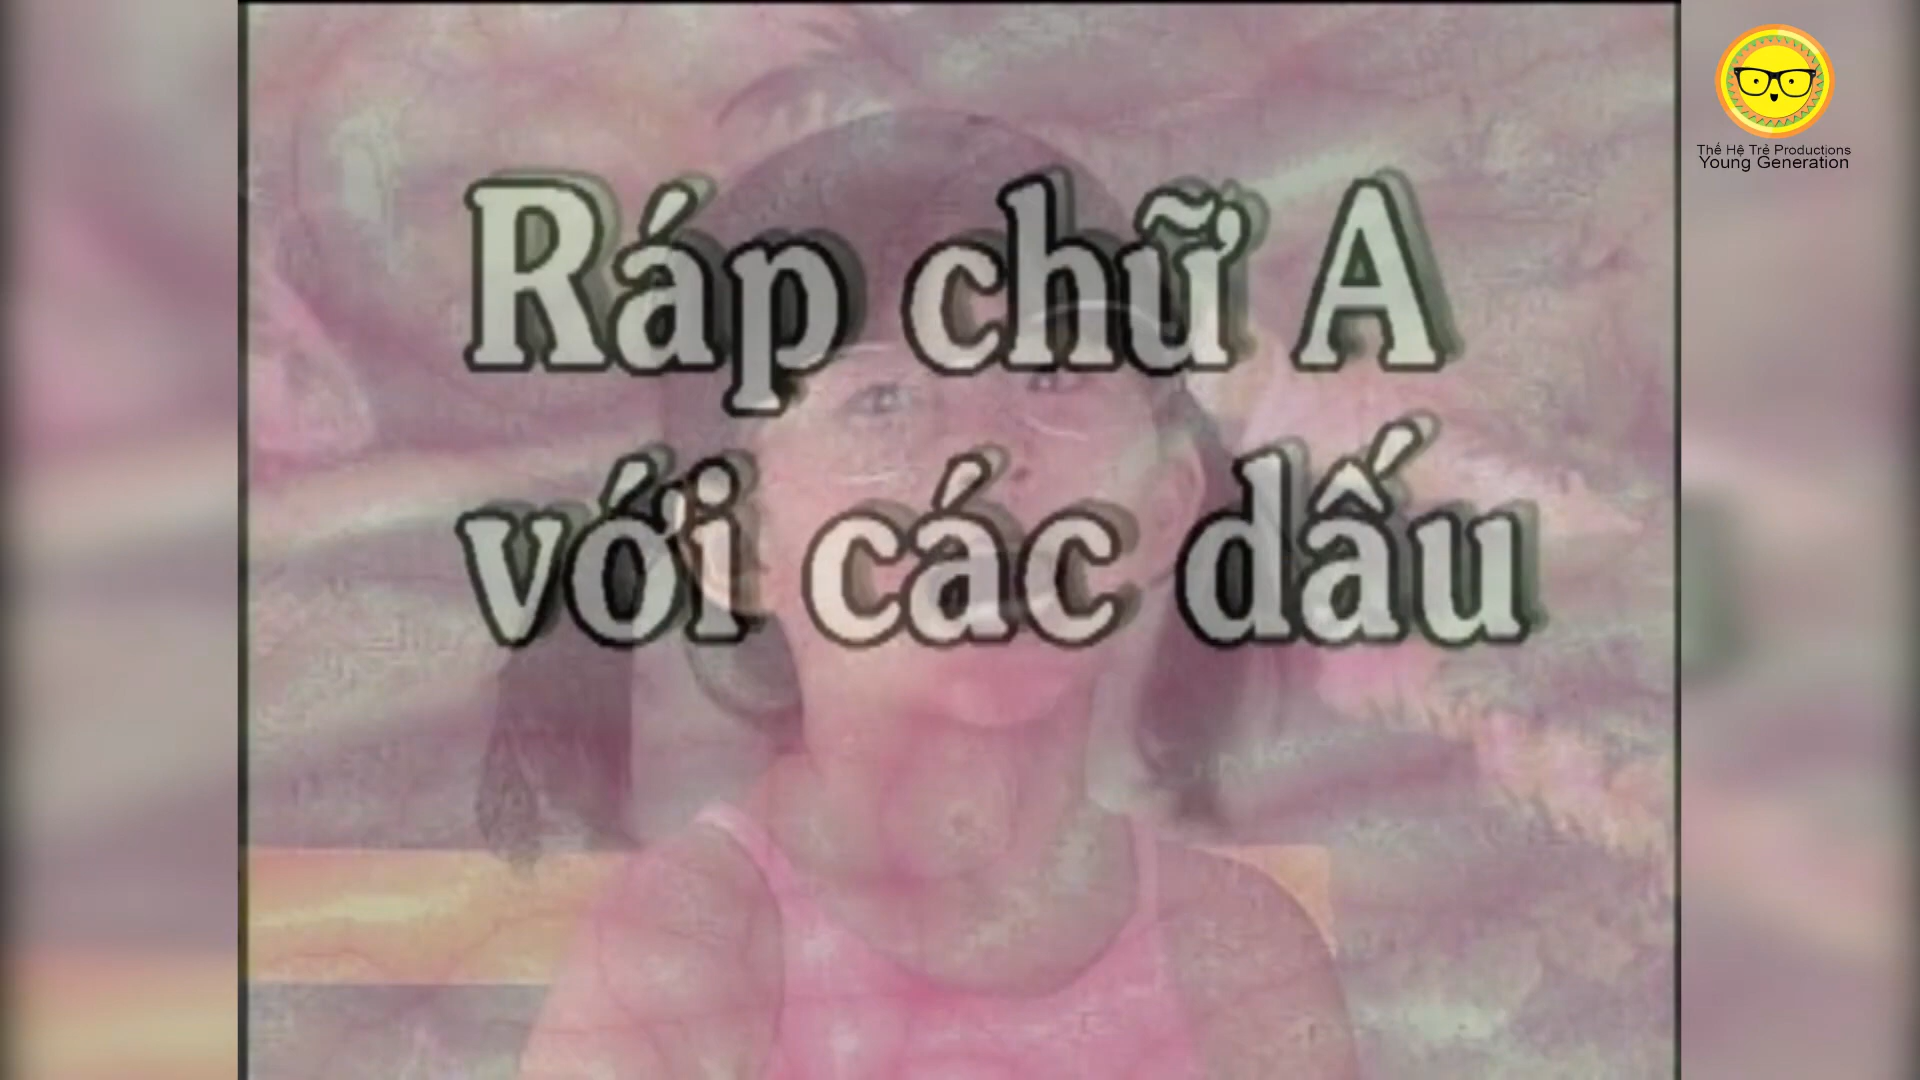 Ráp chữ A
với các dấu
Thế Hệ Trẻ Productions
Young Generation